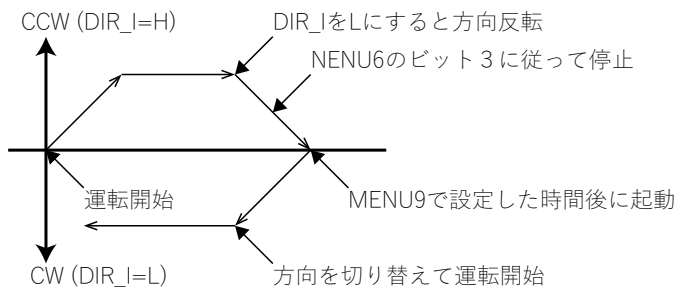 CCW (DIR_I=H)
DIR_IをLにすると方向反転
NENU6のビット3に従って停止
運転開始
MENU9で設定した時間後に起動
CW (DIR_I=L)
方向を切り替えて運転開始